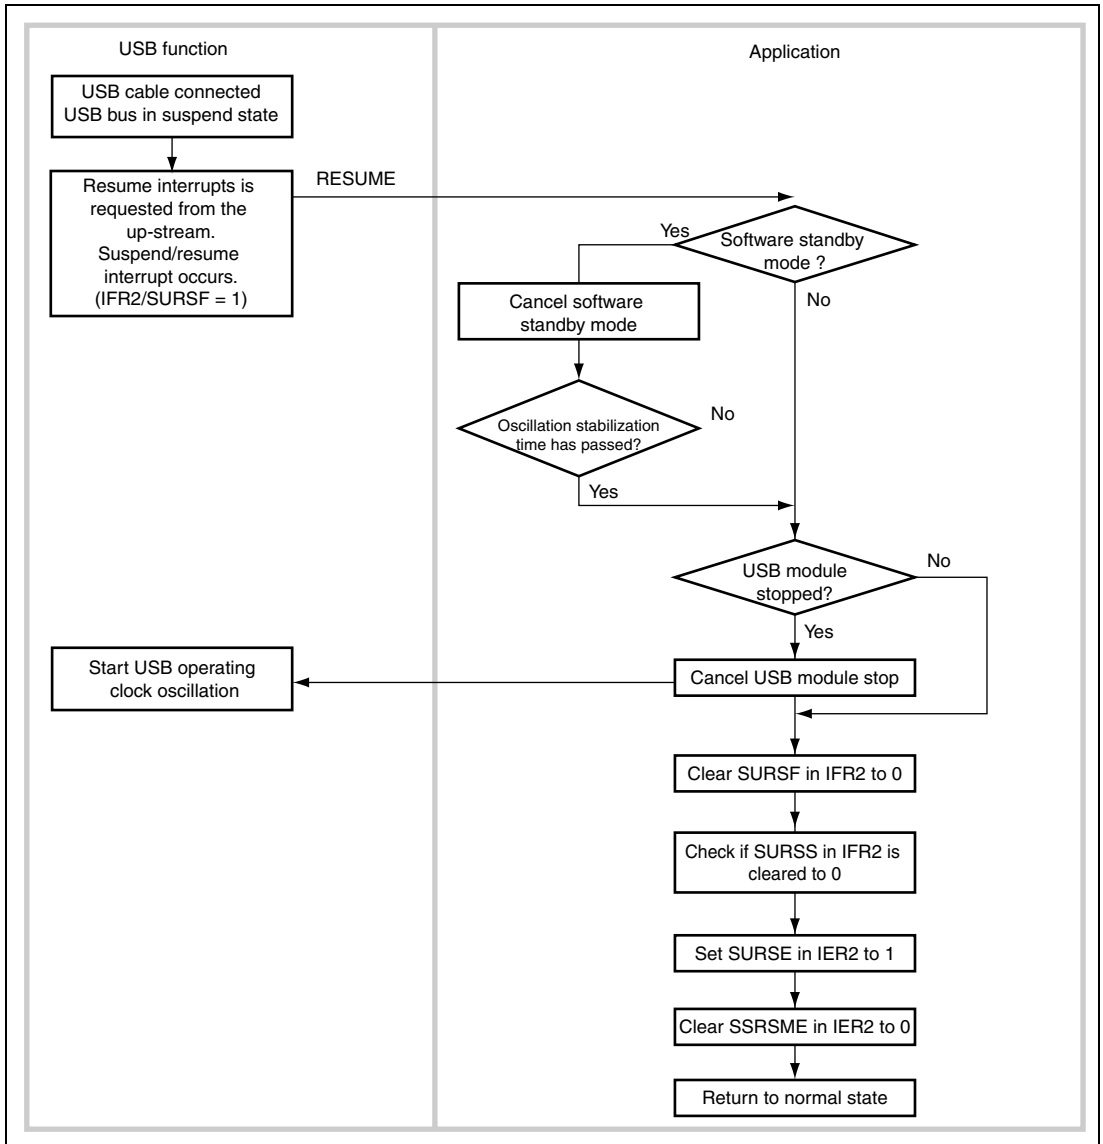 USB function
Application
USB cable connected
USB bus in suspend state
Resume interrupts is
requested from the
up-stream.
Suspend/resume
interrupt occurs.
(IFR2/SURSF = 1)
RESUME
Software standby
mode ?
Yes
No
Cancel software
standby mode
Oscillation stabilization
time has passed?
No
Yes
USB module
stopped?
No
Yes
Start USB operating
clock oscillation
Cancel USB module stop
Clear SURSF in IFR2 to 0
Check if SURSS in IFR2 is
cleared to 0
Set SURSE in IER2 to 1
Clear SSRSME in IER2 to 0
Return to normal state